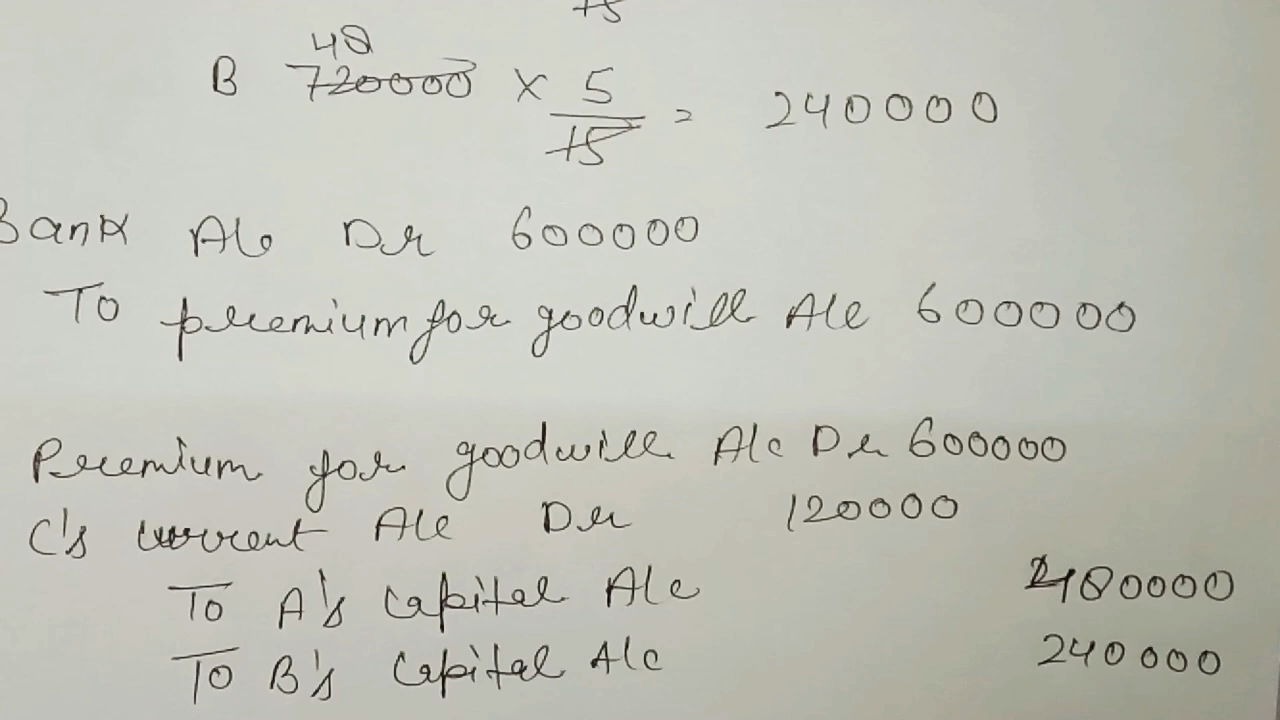 15
48
B 720000 × 5/15 = 240000
Bank A/c Dr 600000
To premium for goodwill A/c 600000
Premium for goodwill A/c Dr 600000
C's current A/c Dr 120000
To A's capital A/c 480000
To B's capital A/c 240000